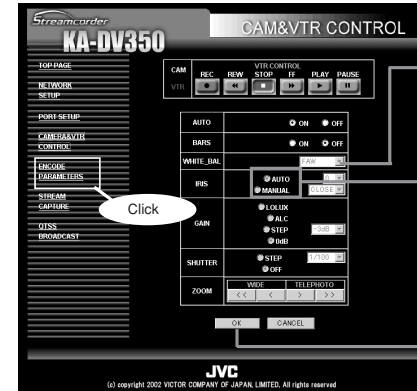 Streamcorder
KA-DV350
CAM&VTR CONTROL
TOP PAGE
NETWORK
SETUP
PORT SETUP
CAMERA&VTR
CONTROL
ENCODE
PARAMETERS
STREAM
CAPTURE
QTSS
BROADCAST
Click
CAM
VTR
VTR CONTROL
REC REW STOP FF PLAY PAUSE
AUTO ON OFF
BARS ON OFF
WHITE_BAL FAW
IRIS AUTO 0
MANUAL CLOSE
GAIN LOLUX
ALC
STEP -3dB
0dB
SHUTTER STEP 1/100
OFF
ZOOM WIDE TELEPHOTO
<< < > >>
OK CANCEL
JVC
(c) copyright 2002 VICTOR COMPANY OF JAPAN, LIMITED, All rights reserved